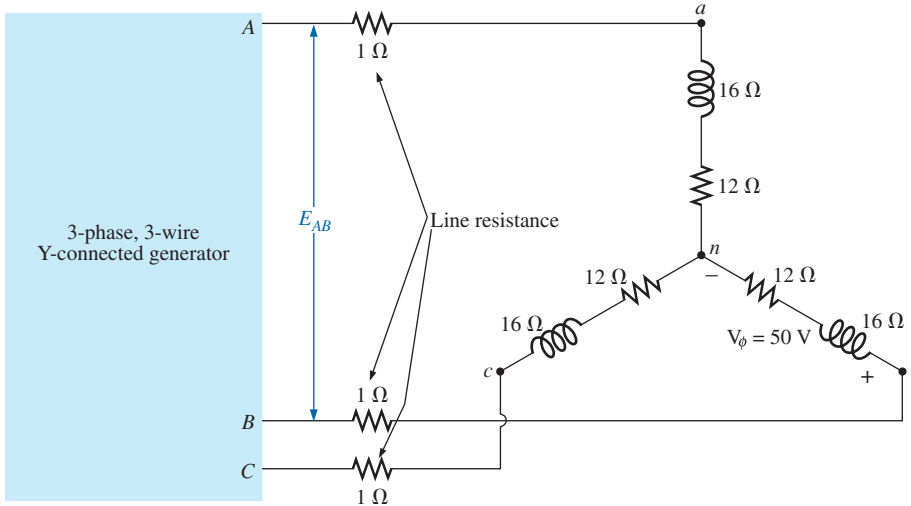 A
1 Ω
a
16 Ω
12 Ω
3-phase, 3-wire
Y-connected generator
E_AB
Line resistance
n
12 Ω
–
12 Ω
16 Ω
16 Ω
V_ϕ = 50 V
c
+
1 Ω
B
C
1 Ω